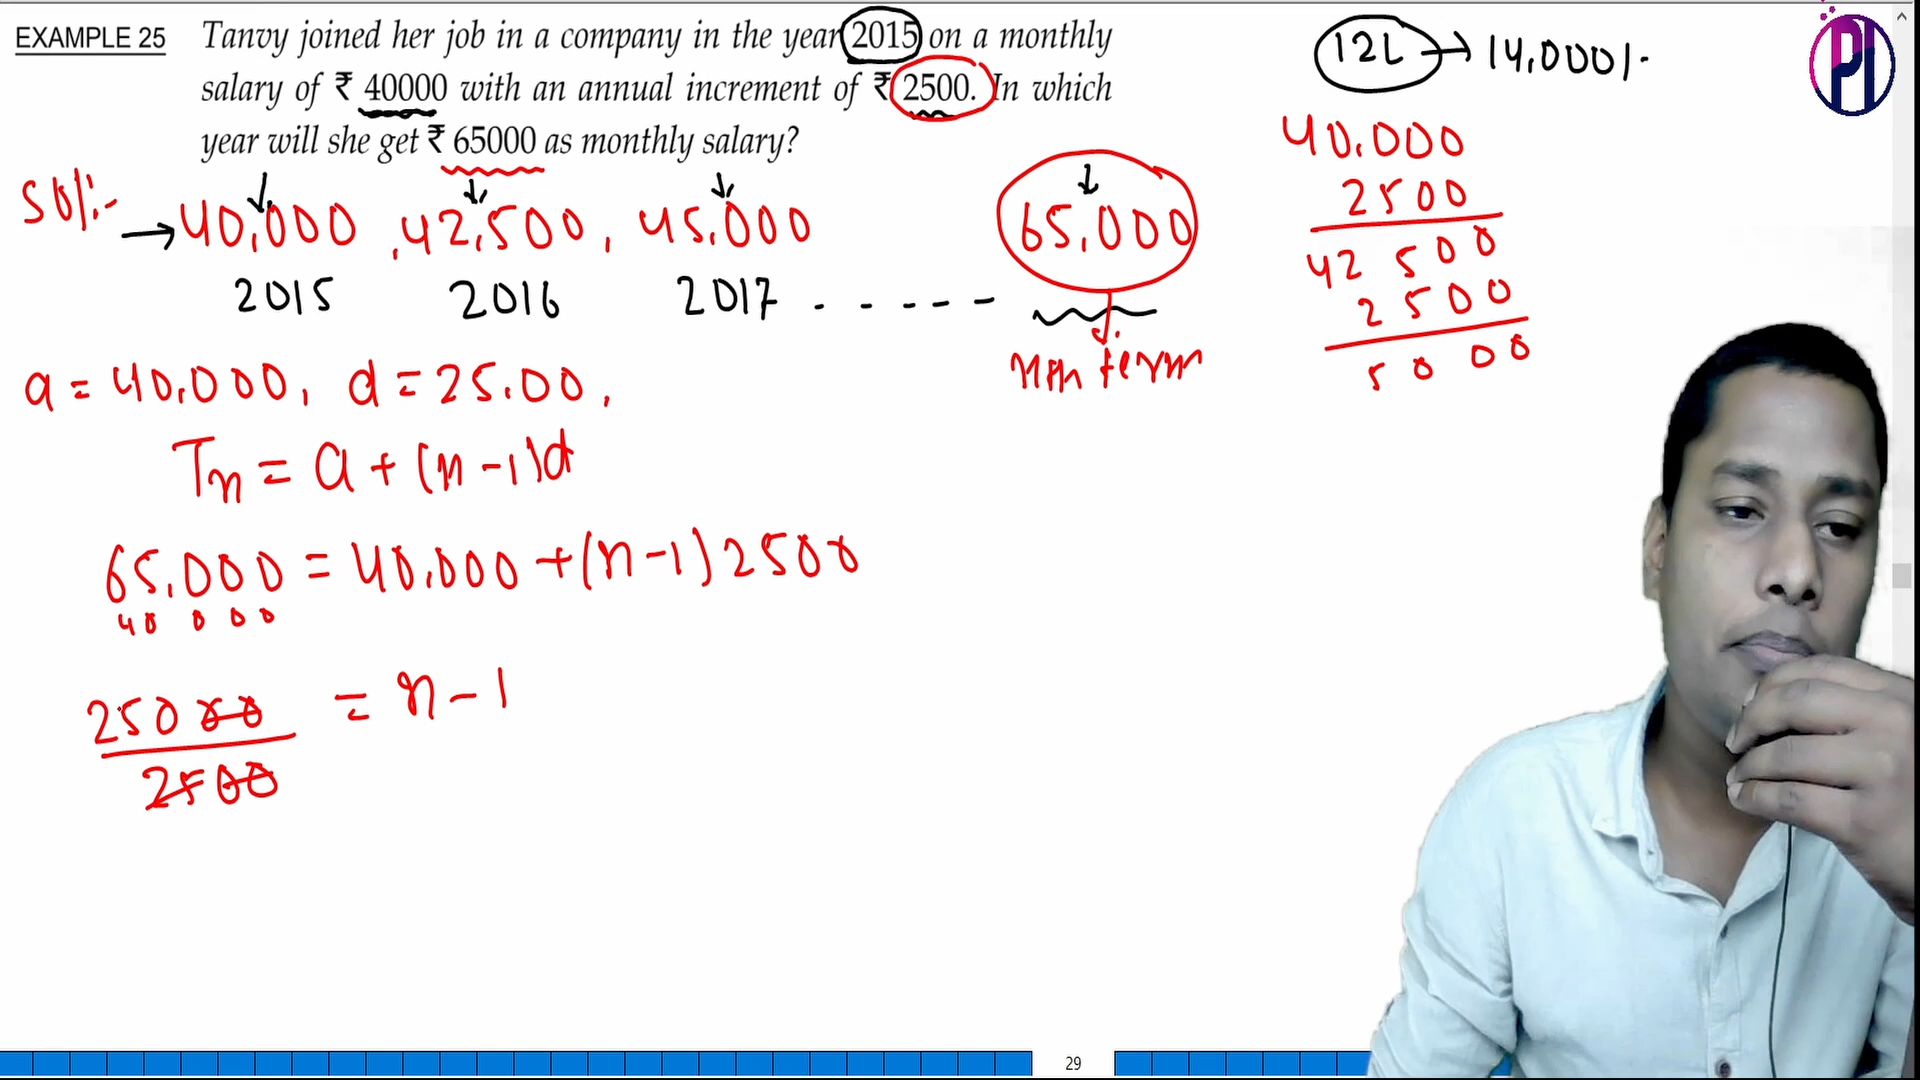 EXAMPLE 25 Tanvy joined her job in a company in the year 2015 on a monthly
salary of ₹ 40000 with an annual increment of ₹ 2500. In which
year will she get ₹ 65000 as monthly salary?
12L → 14,000/-
PI
Sol:-
→ 40,000, 42,500, 45,000 65,000
2015 2016 2017 - - - - -
nth term
40,000
2500
42 500
2 500
5 0 00
a = 40,000, d = 25,00,
Tn = a + (n - 1)d
65,000 = 40,000 + (n - 1) 2500
40 0 0 0
25000 = n - 1
2500
29